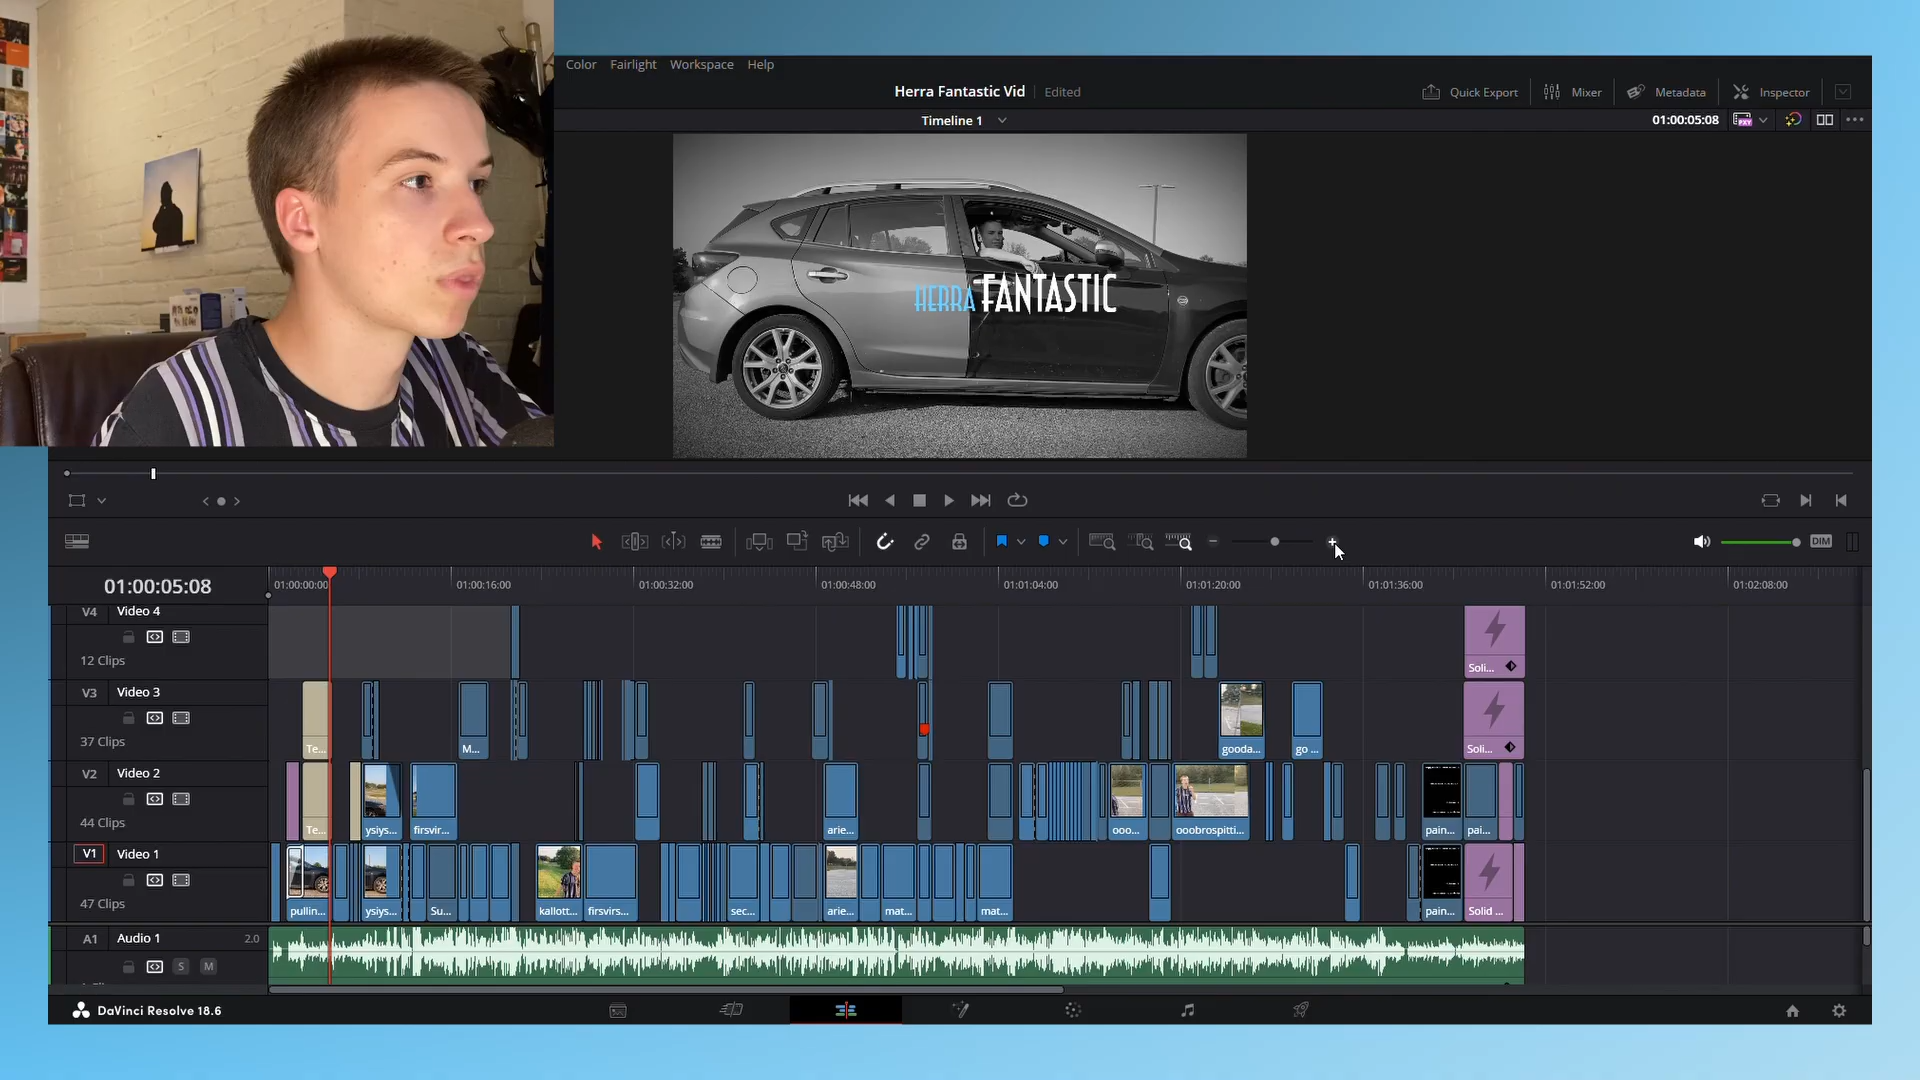 Color Fairlight Workspace Help
Herra Fantastic Vid Edited
Quick Export Mixer Metadata Inspector
Timeline 1
01:00:05:08
HERRA FANTASTIC
DIM
01:00:05:08
01:00:00:00 01:00:16:00 01:00:32:00 01:00:48:00 01:01:04:00 01:01:20:00 01:01:36:00 01:01:52:00 01:02:08:00
V4 Video 4
12 Clips
Soli...
V3 Video 3
37 Clips
Te... M... gooda... go ... Soli...
V2 Video 2
44 Clips
Te... ysiys... firsvir... arie... ooo... ooobrospitti... pain... pai...
V1 Video 1
47 Clips
pullin... ysiys... Su... kallott... firsvirs... sec... arie... mat... mat... pain... Solid ...
A1 Audio 1 2.0
S M
DaVinci Resolve 18.6